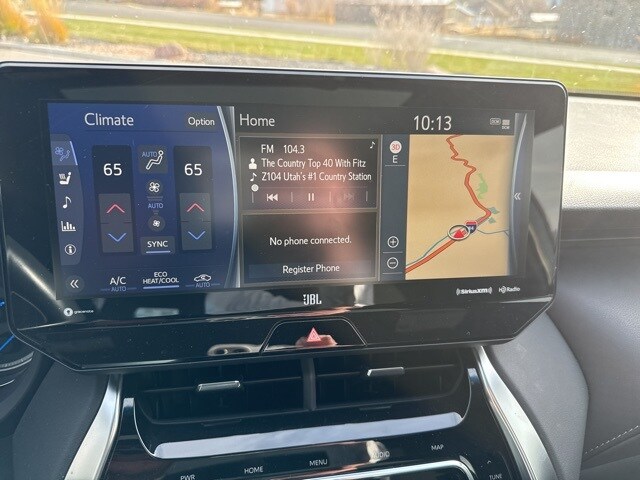 Climate
Option
Home
10:13
65
AUTO
65
AUTO
SYNC
A/C
AUTO
ECO
HEAT/COOL
AUTO
FM 104.3
The Country Top 40 With Fitz
Z104 Utah's #1 Country Station
No phone connected.
Register Phone
3D
E
JBL
SiriusXM
HD Radio
PWR
HOME
MENU
AUDIO
MAP
TUNE